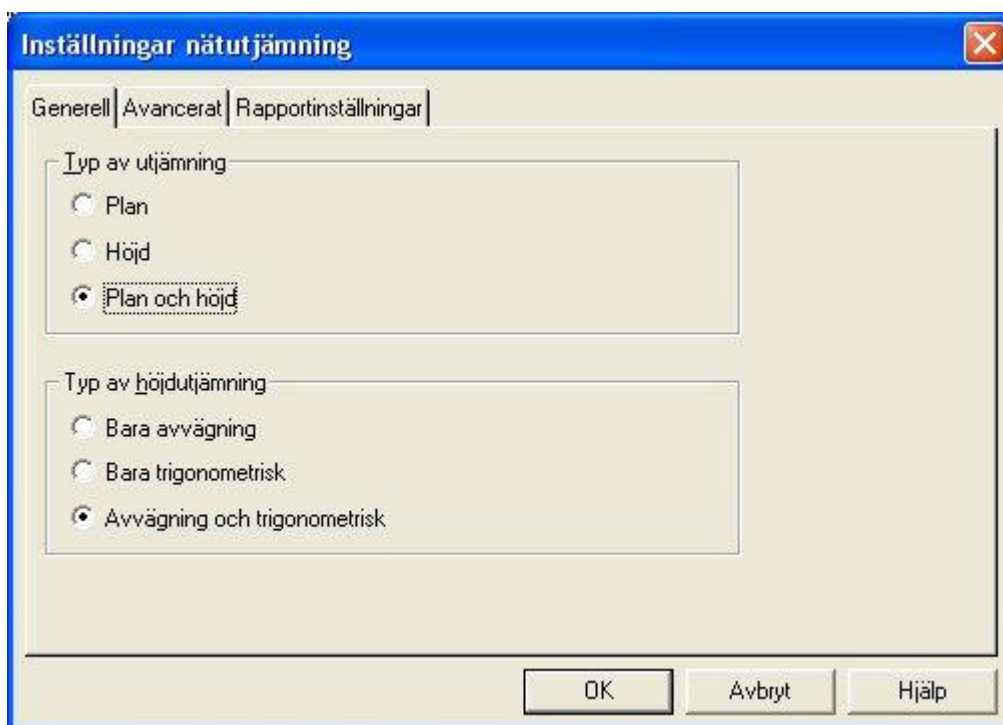 Inställningar nätutjämning
Generell Avancerat Rapportinställningar
Typ av utjämning
Plan
Höjd
Plan och höjd
Typ av höjdutjämning
Bara avvägning
Bara trigonometrisk
Avvägning och trigonometrisk
OK Avbryt Hjälp